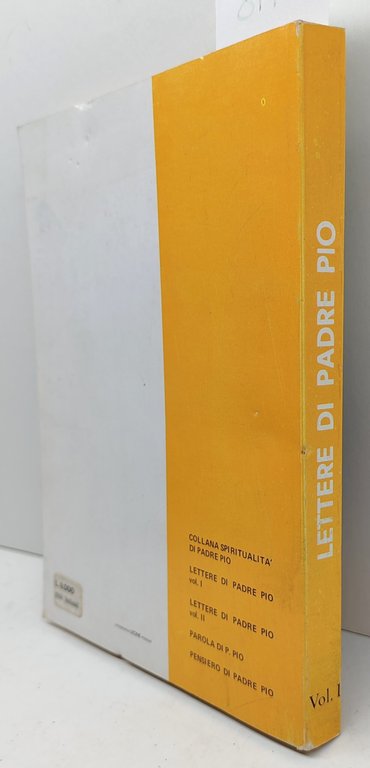 COLLANA SPIRITUALITA'
DI PADRE PIO
LETTERE DI PADRE PIO
vol. I
LETTERE DI PADRE PIO
vol. II
PAROLA DI P. PIO
PENSIERO DI PADRE PIO
LETTERE DI PADRE PIO
Vol. I